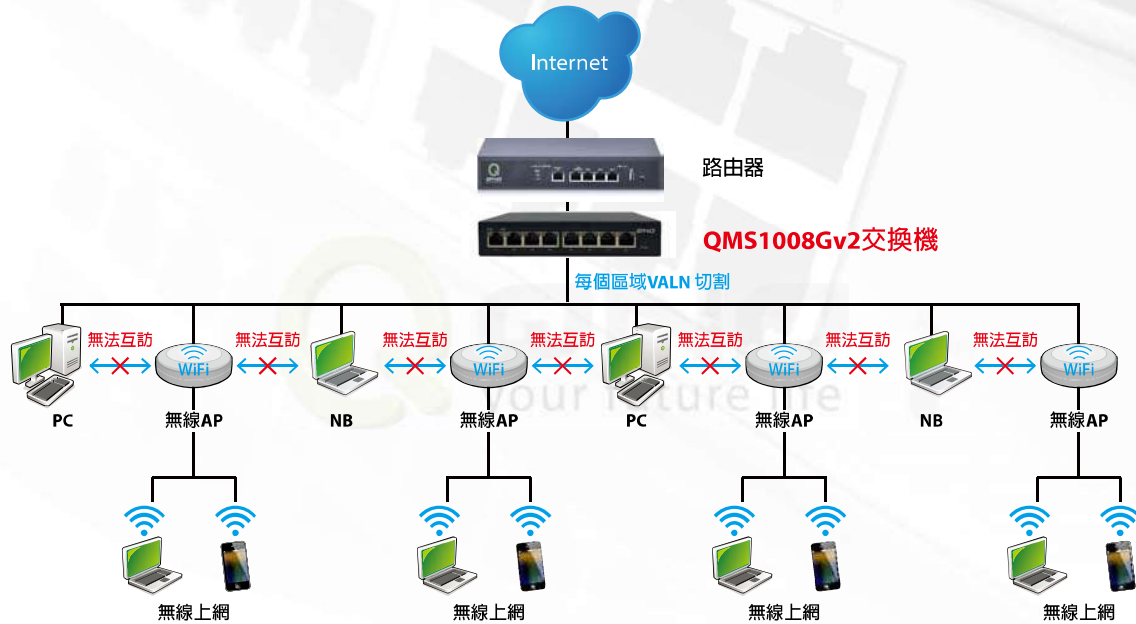 Internet
路由器
QMS1008Gv2交換機
每個區域VALN 切割
無法互訪 無法互訪 無法互訪 無法互訪 無法互訪 無法互訪 無法互訪
WiFi WiFi WiFi WiFi
your future life
PC 無線AP NB 無線AP PC 無線AP NB 無線AP
無線上網 無線上網 無線上網 無線上網